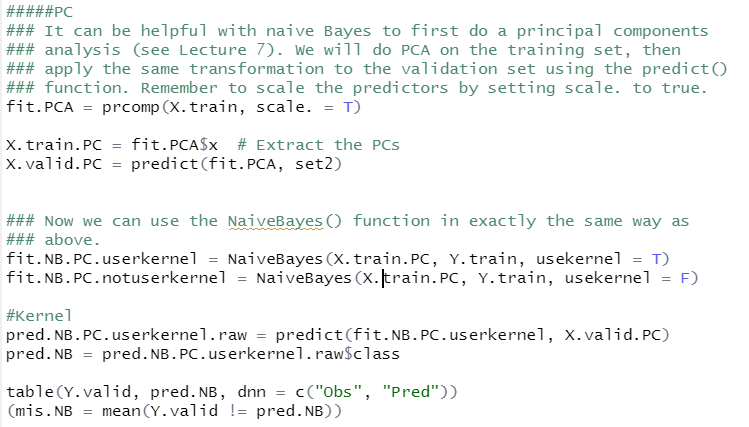 #####PC
### It can be helpful with naive Bayes to first do a principal components
### analysis (see Lecture 7). We will do PCA on the training set, then
### apply the same transformation to the validation set using the predict()
### function. Remember to scale the predictors by setting scale. to true.
fit.PCA = prcomp(X.train, scale. = T)
X.train.PC = fit.PCA$x  # Extract the PCs
X.valid.PC = predict(fit.PCA, set2)
### Now we can use the NaiveBayes() function in exactly the same way as
### above.
fit.NB.PC.userkernel = NaiveBayes(X.train.PC, Y.train, usekernel = T)
fit.NB.PC.notuserkernel = NaiveBayes(X.train.PC, Y.train, usekernel = F)
#Kernel
pred.NB.PC.userkernel.raw = predict(fit.NB.PC.userkernel, X.valid.PC)
pred.NB = pred.NB.PC.userkernel.raw$class
table(Y.valid, pred.NB, dnn = c("Obs", "Pred"))
(mis.NB = mean(Y.valid != pred.NB))